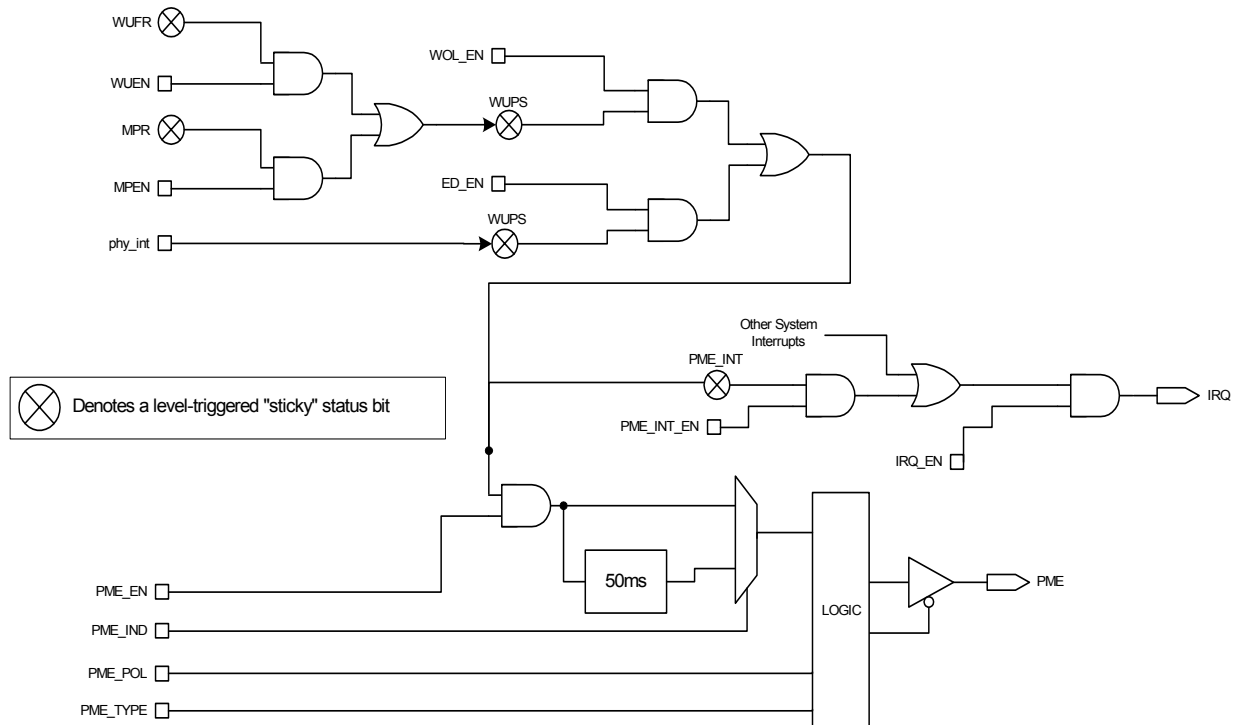 WUFR
WUEN
MPR
MPEN
phy_int
WOL_EN
WUPS
ED_EN
WUPS
Other System
Interrupts
PME_INT
PME_INT_EN
IRQ
IRQ_EN
Denotes a level-triggered "sticky" status bit
50ms
LOGIC
PME
PME_EN
PME_IND
PME_POL
PME_TYPE